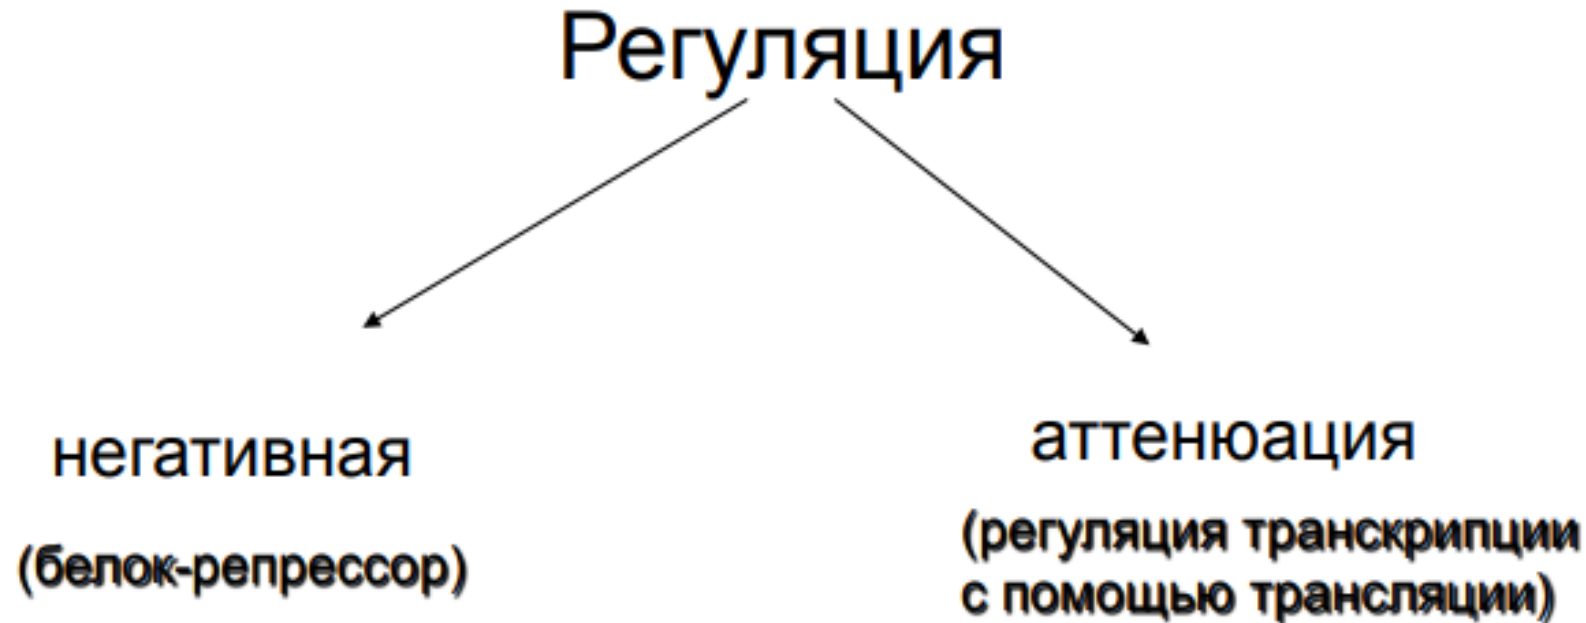 Регуляция
негативная
(белок-репрессор)
аттенюация
(регуляция транскрипции
с помощью трансляции)